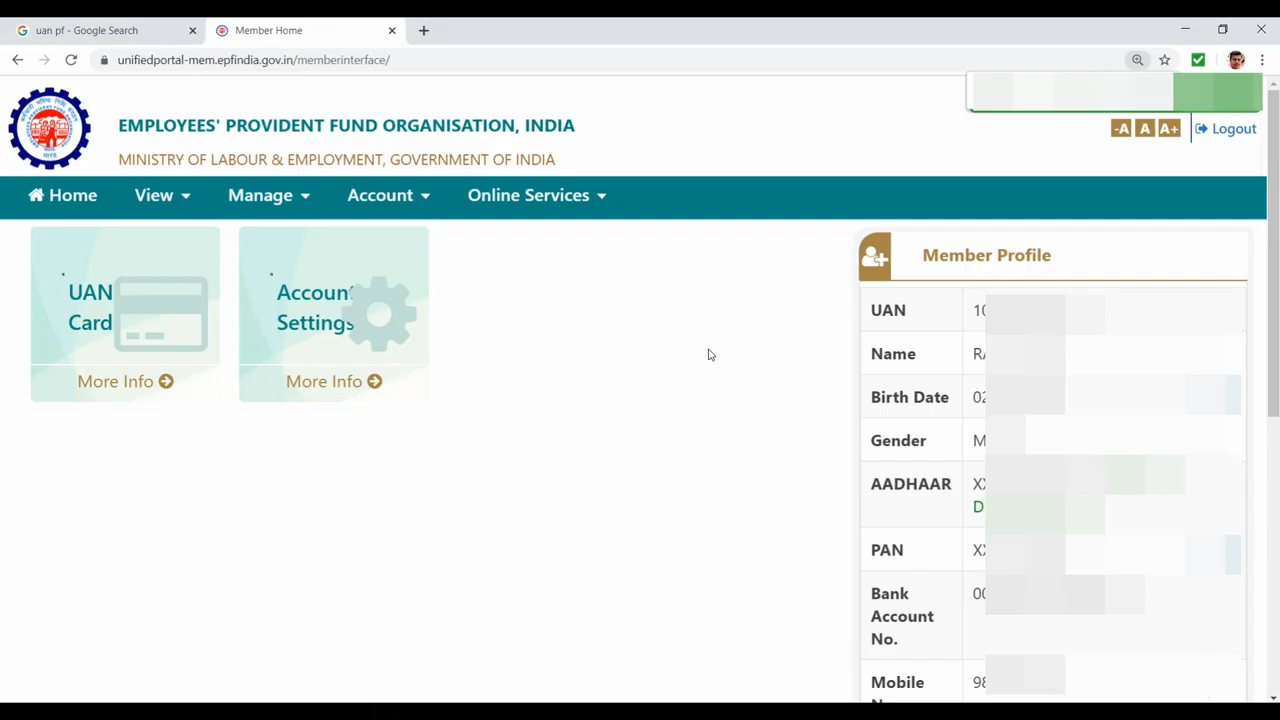 uan pf - Google Search
Member Home
unifiedportal-mem.epfindia.gov.in/memberinterface/
EMPLOYEES' PROVIDENT FUND ORGANISATION, INDIA
MINISTRY OF LABOUR & EMPLOYMENT, GOVERNMENT OF INDIA
-A A A+ Logout
Home View Manage Account Online Services
UAN
Card
More Info
Account
Settings
More Info
Member Profile
UAN 10
Name
Birth Date 02
Gender M
AADHAAR XX
D
PAN XX
Bank 00
Account
No.
Mobile 98